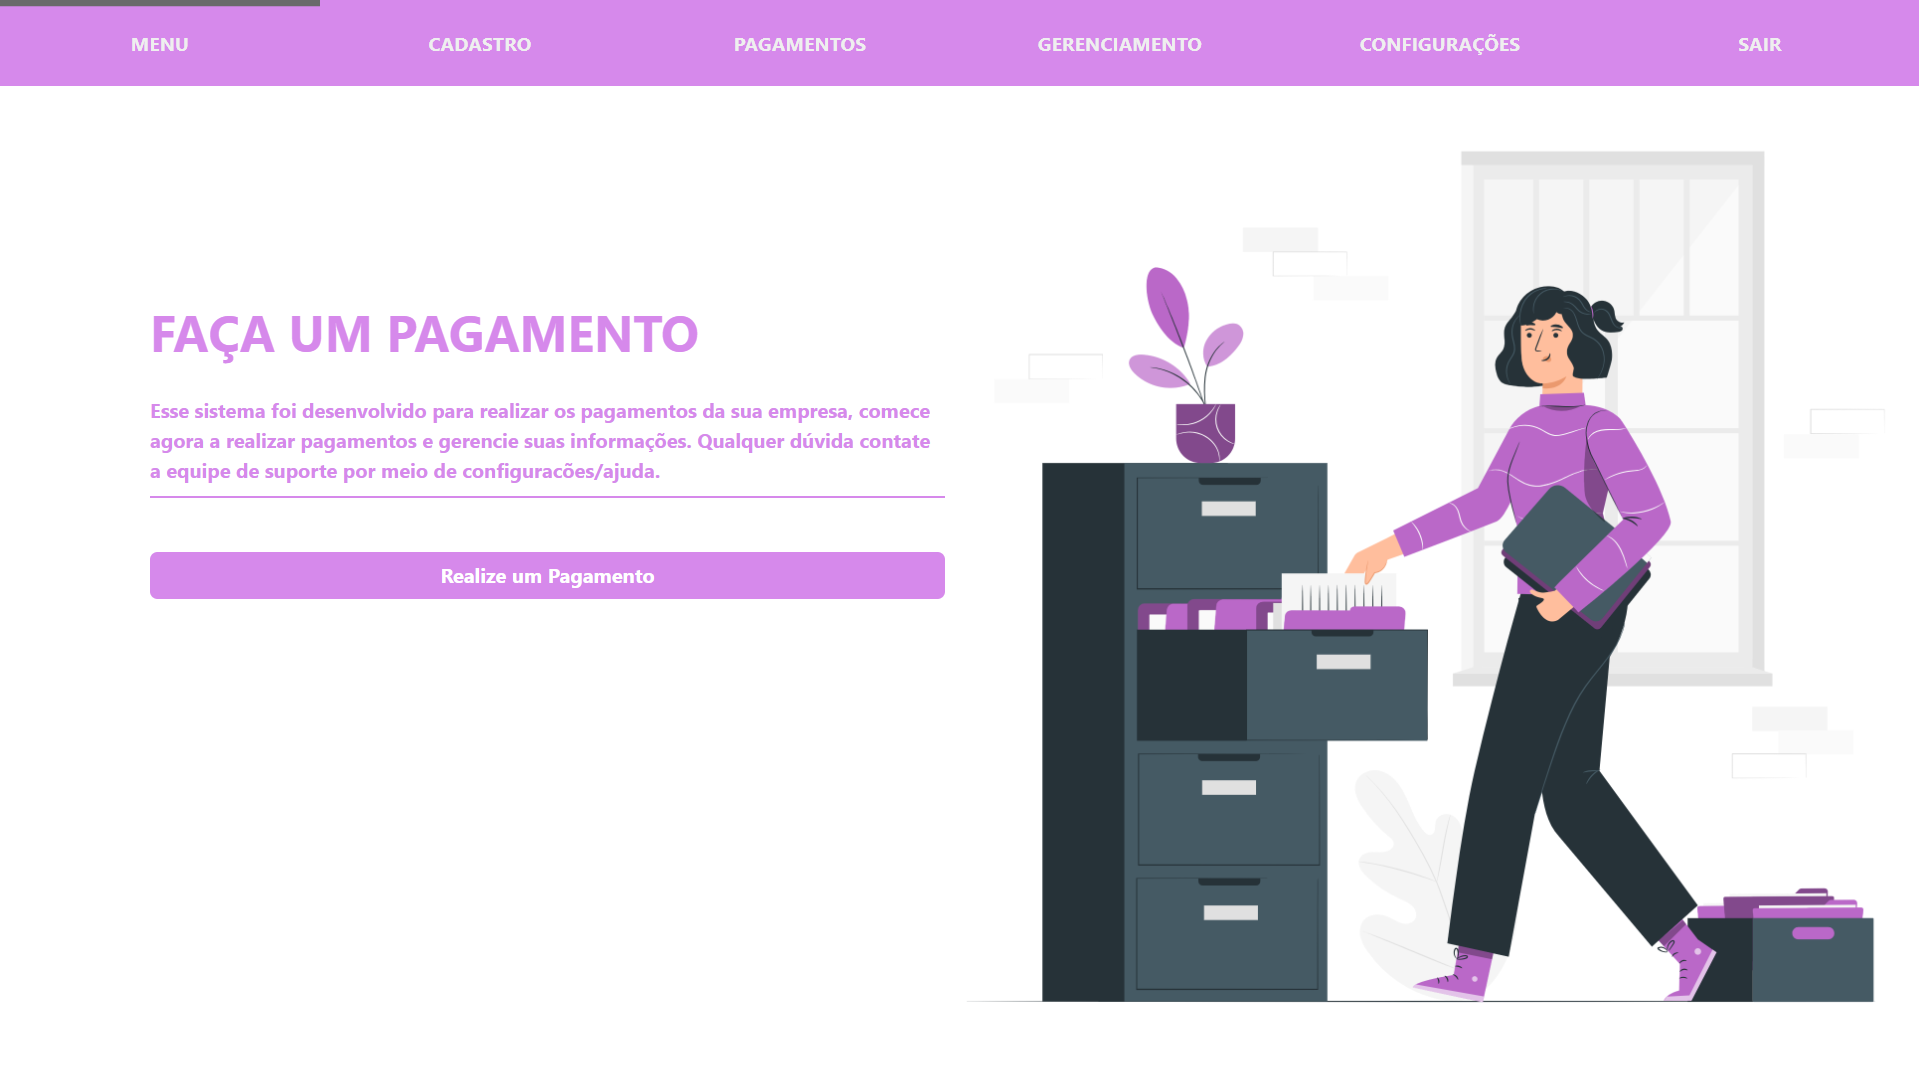 MENU
CADASTRO
PAGAMENTOS
GERENCIAMENTO
CONFIGURAÇÕES
SAIR
FAÇA UM PAGAMENTO
Esse sistema foi desenvolvido para realizar os pagamentos da sua empresa, comece
agora a realizar pagamentos e gerencie suas informações. Qualquer dúvida contate
a equipe de suporte por meio de configuracões/ajuda.
Realize um Pagamento